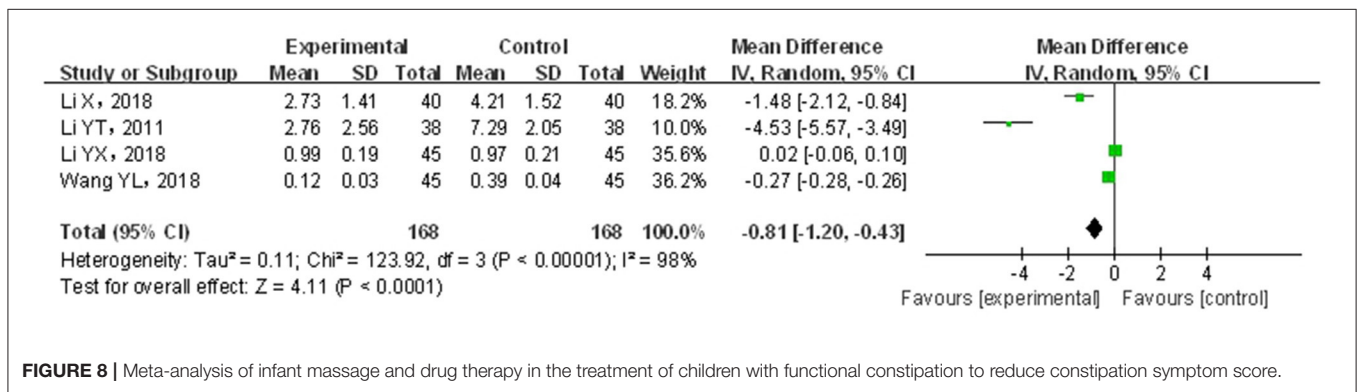 Experimental Control Mean Difference Mean Difference
Study or Subgroup Mean SD Total Mean SD Total Weight IV, Random, 95% CI IV, Random, 95% CI
Li X，2018 2.73 1.41 40 4.21 1.52 40 18.2% -1.48 [-2.12, -0.84]
Li YT，2011 2.76 2.56 38 7.29 2.05 38 10.0% -4.53 [-5.57, -3.49]
Li YX，2018 0.99 0.19 45 0.97 0.21 45 35.6% 0.02 [-0.06, 0.10]
Wang YL，2018 0.12 0.03 45 0.39 0.04 45 36.2% -0.27 [-0.28, -0.26]
Total (95% CI) 168 168 100.0% -0.81 [-1.20, -0.43]
Heterogeneity: Tau² = 0.11; Chi² = 123.92, df = 3 (P < 0.00001); I² = 98%
Test for overall effect: Z = 4.11 (P < 0.0001)
-4 -2 0 2 4
Favours [experimental] Favours [control]
FIGURE 8 | Meta-analysis of infant massage and drug therapy in the treatment of children with functional constipation to reduce constipation symptom score.